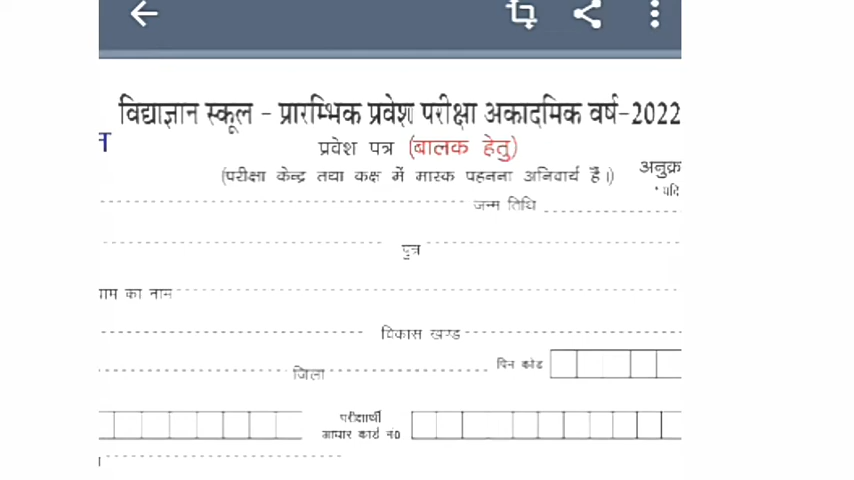 विद्याज्ञान स्कूल - प्रारम्भिक प्रवेश परीक्षा अकादमिक वर्ष-2022
प्रवेश पत्र (बालक हेतु)
(परीक्षा केन्द्र तथा कक्ष में मास्क पहनना अनिवार्य है।)
जन्म तिथि
पुत्र
का नाम
विकास खण्ड
जिला
पिन कोड
परीक्षार्थी
आधार कार्ड नं0